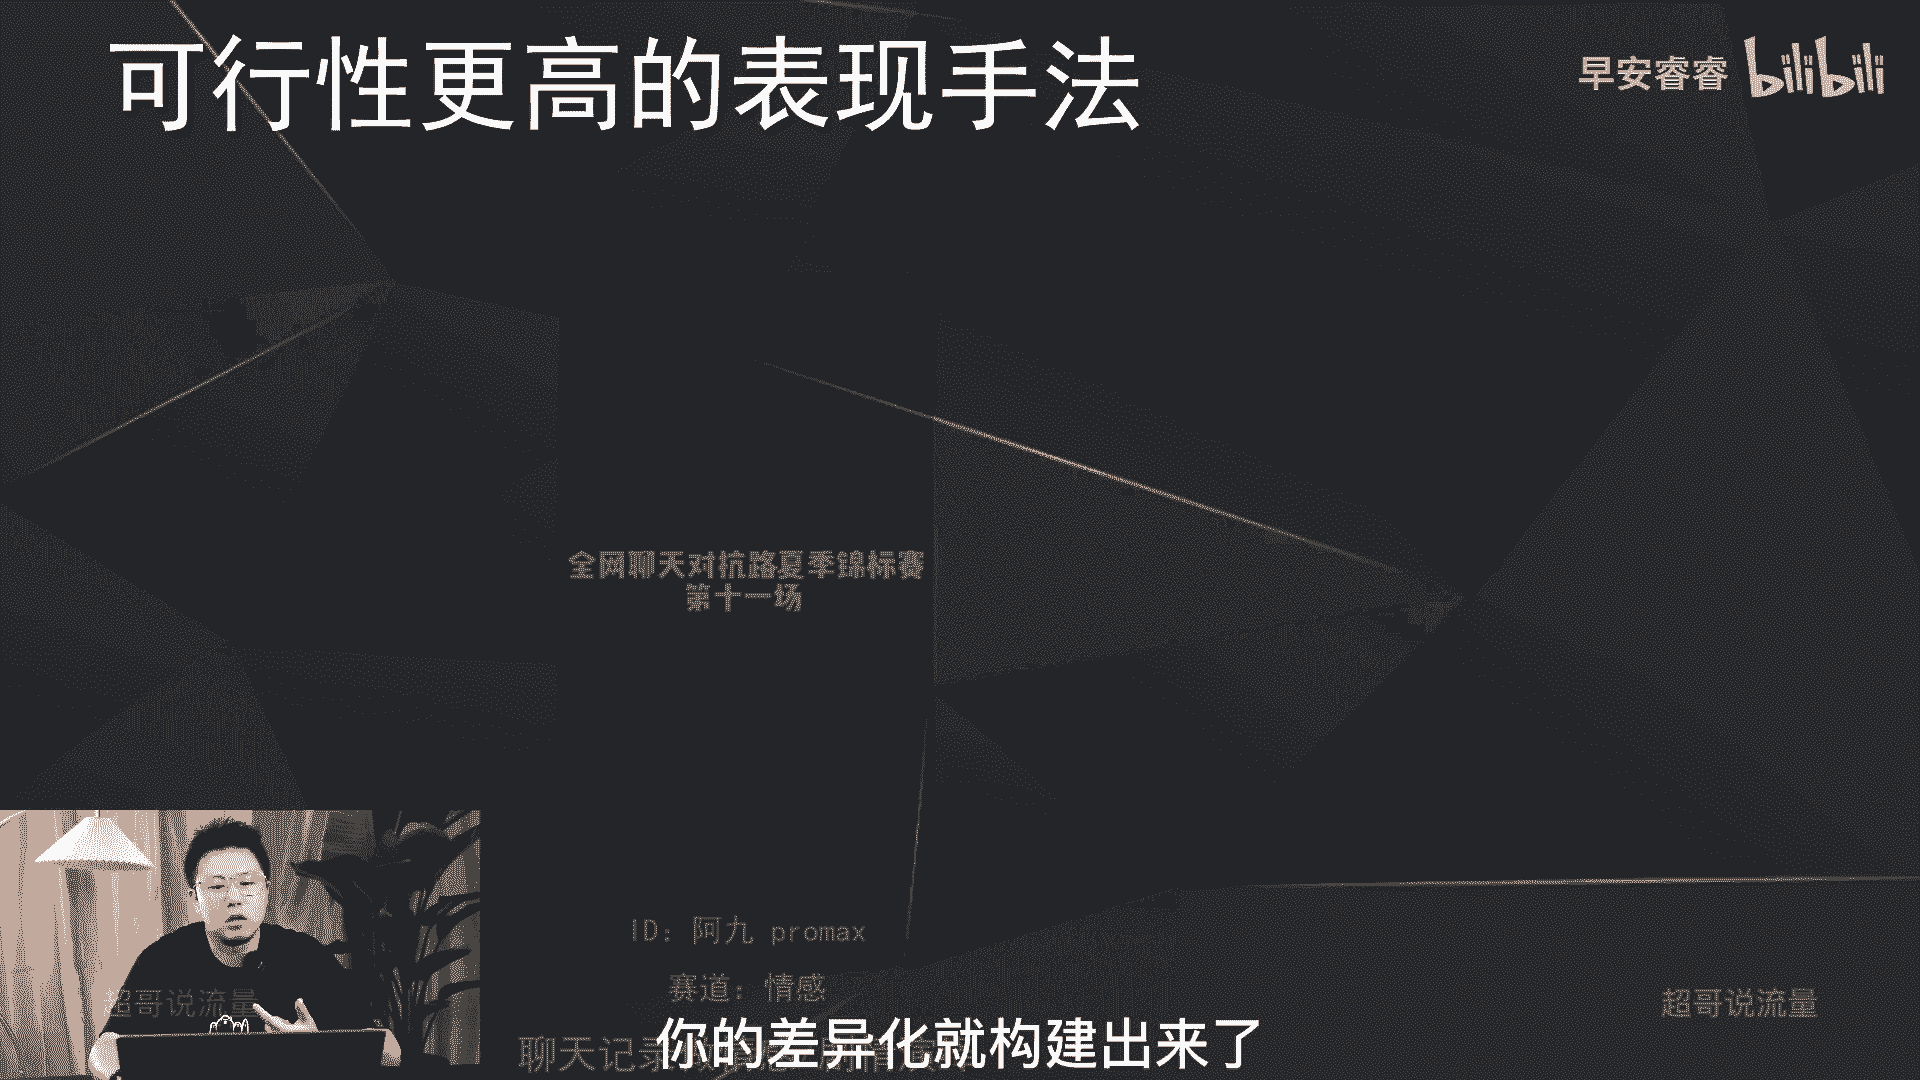 可行性更高的表现手法
早安睿睿 bilibili
全网聊天对抗路夏季锦标赛
第十一场
ID: 阿九 promax
赛道: 情感
超哥说流量
超哥说流量
聊天记录
你的差异化就构建出来了